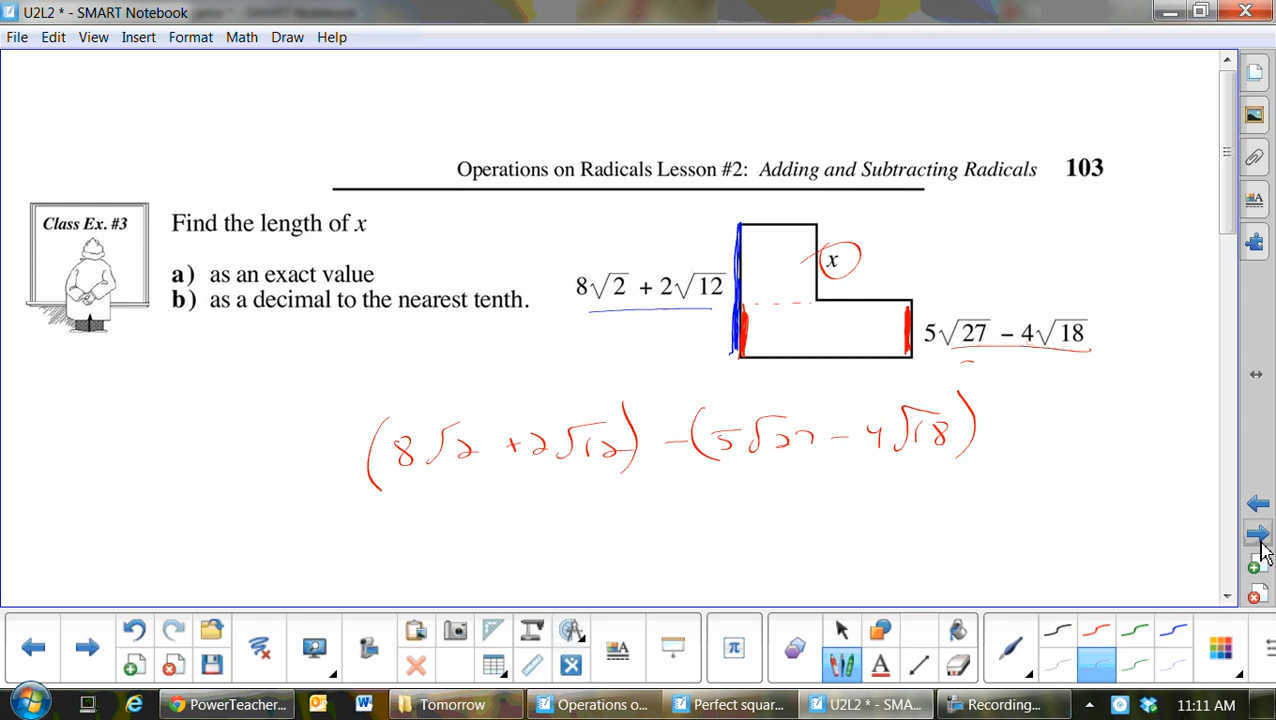 U2L2 * - SMART Notebook
File Edit View Insert Format Math Draw Help
Operations on Radicals Lesson #2: Adding and Subtracting Radicals 103
Class Ex. #3
Find the length of x
a) as an exact value
b) as a decimal to the nearest tenth.
x
8√2 + 2√12
5√27 − 4√18
(8√2 + 2√12) − (5√27 − 4√18)
π
A
PowerTeacher...
Tomorrow
Operations o...
Perfect squar...
U2L2 * - SMA...
Recording...
11:11 AM